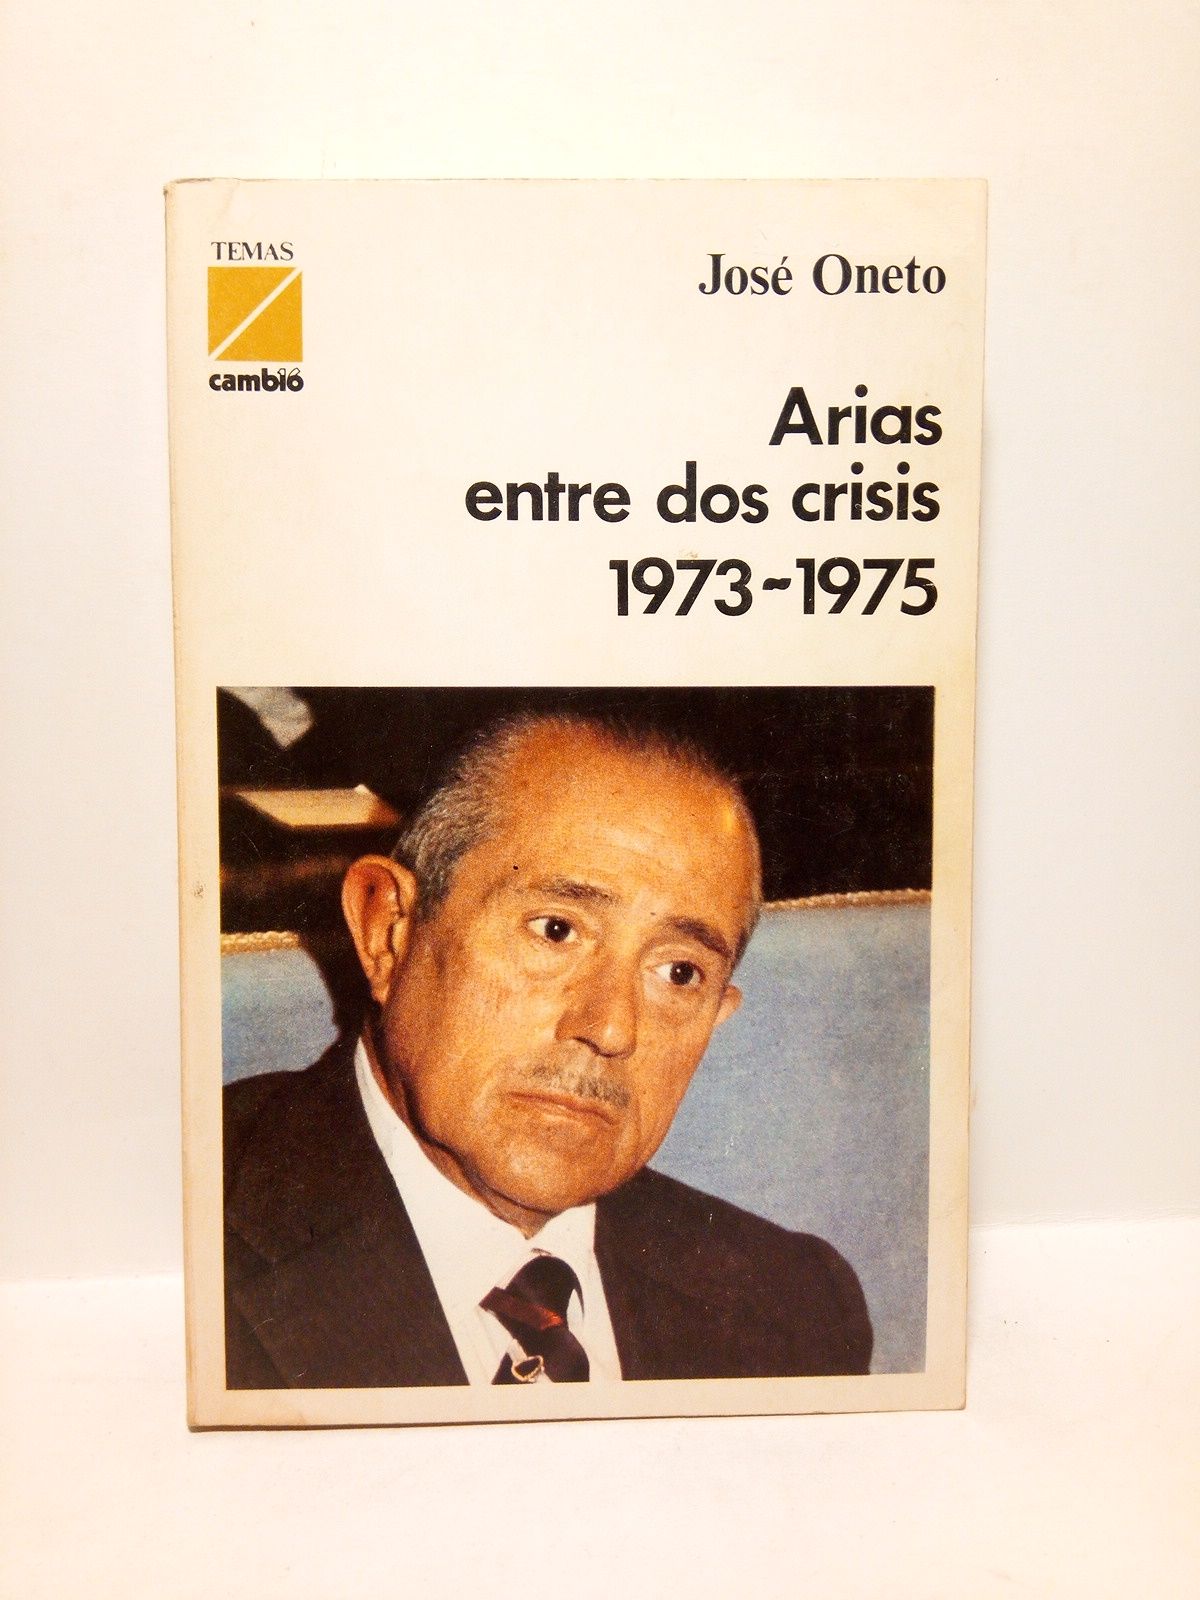 TEMAS
cambio16
José Oneto
Arias
entre dos crisis
1973~1975